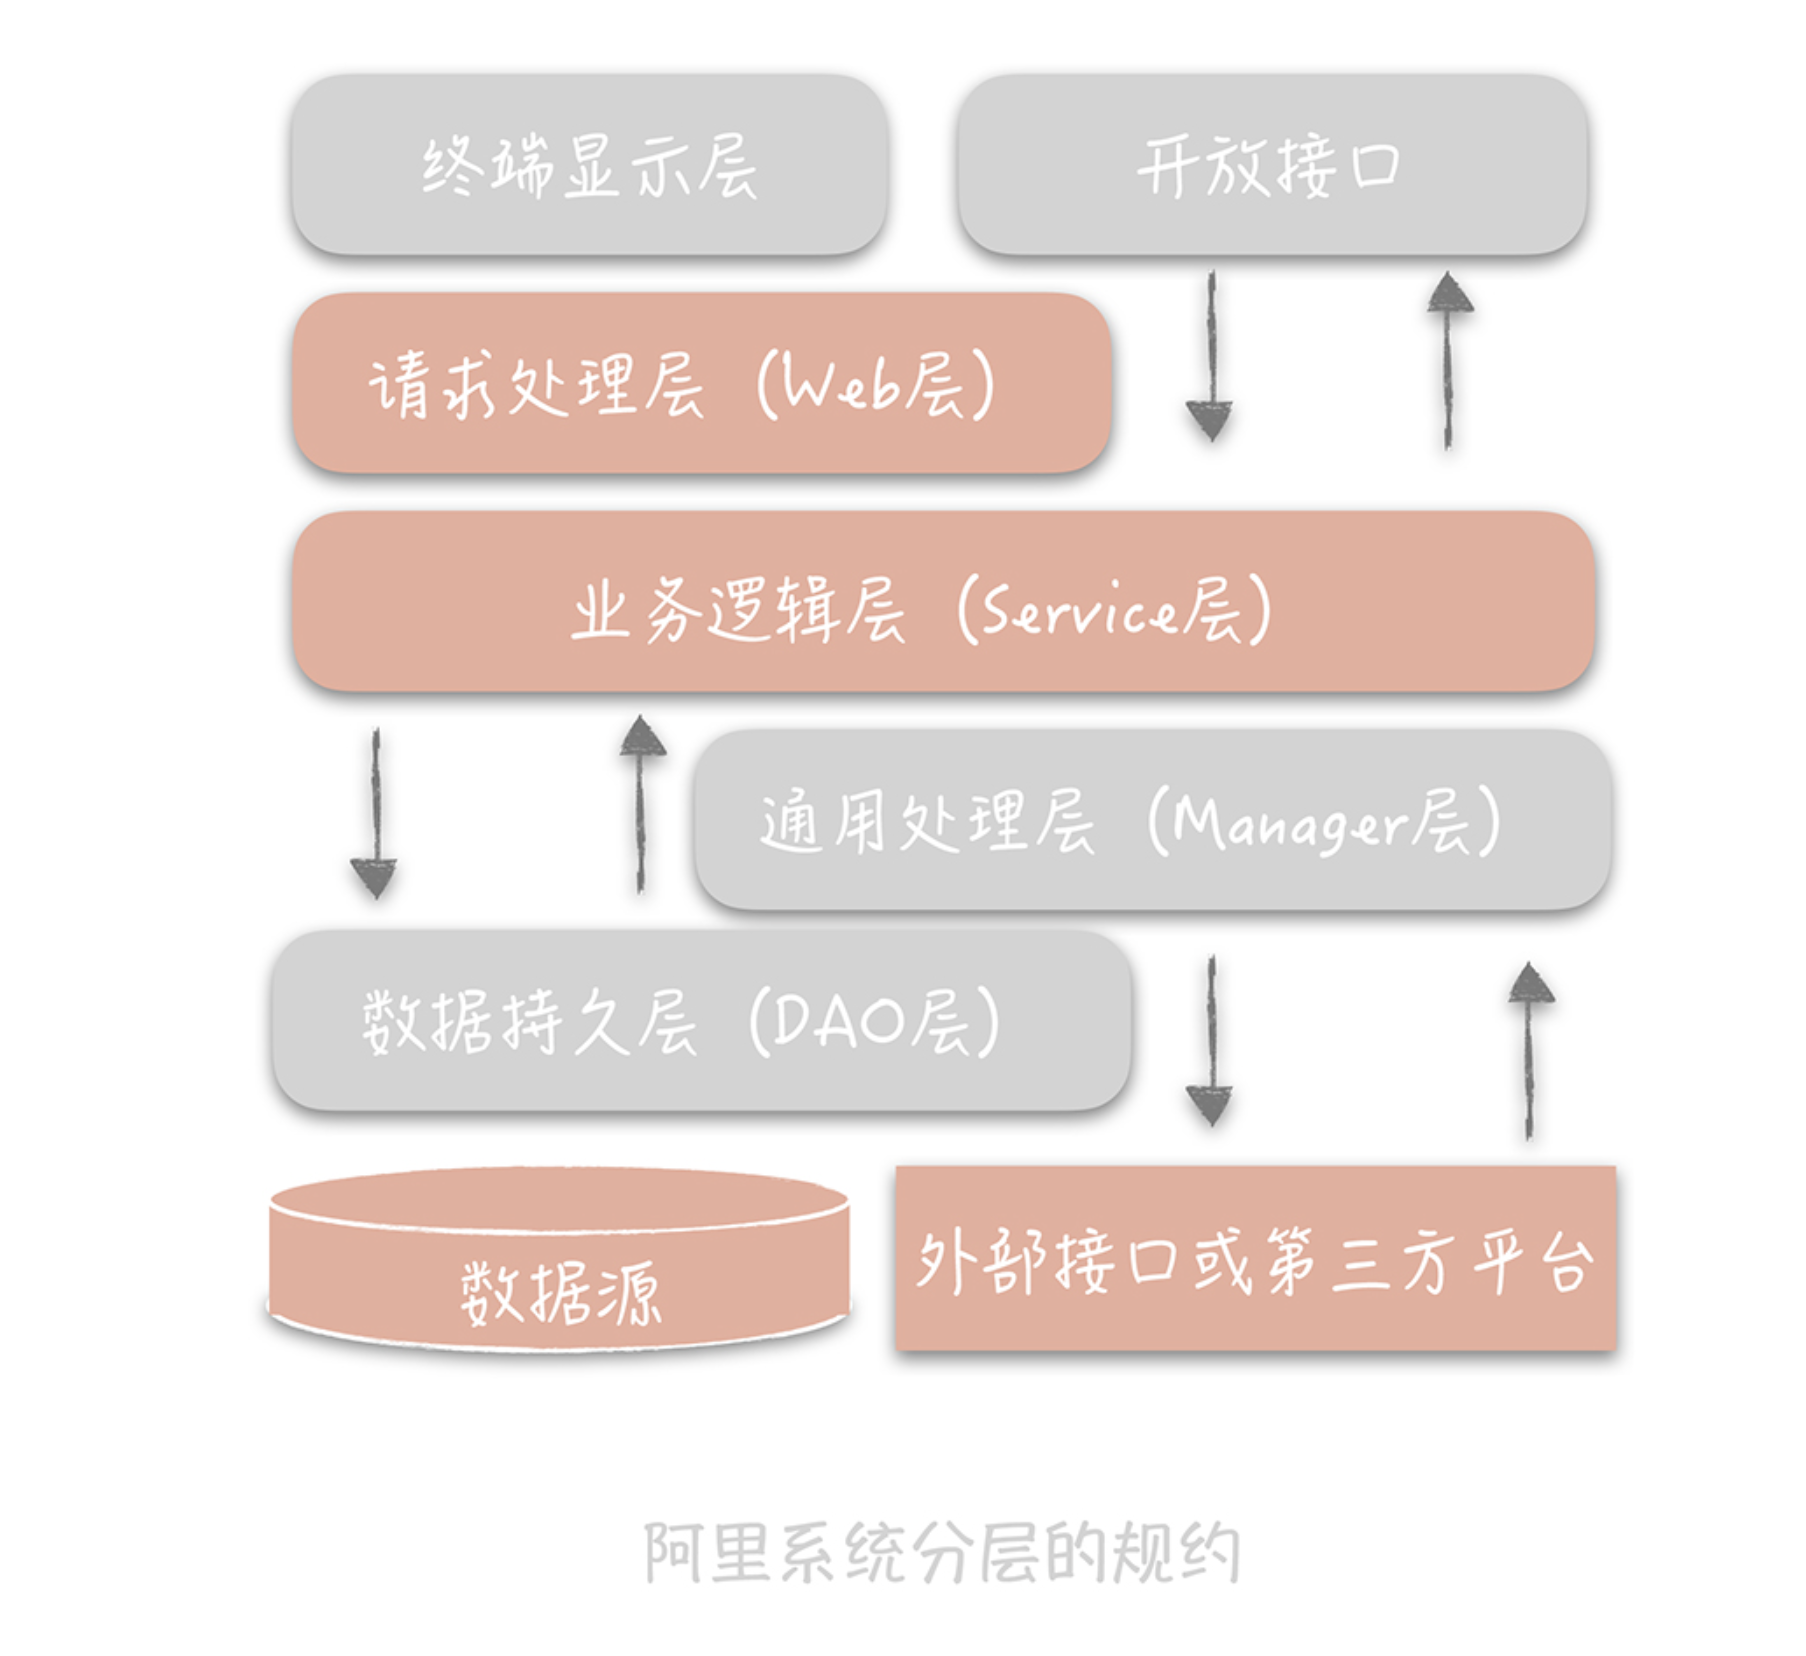 终端显示层
开放接口
请求处理层（Web层）
业务逻辑层（Service层）
通用处理层（Manager层）
数据持久层（DAO层）
数据源
外部接口或第三方平台
阿里系统分层的规约